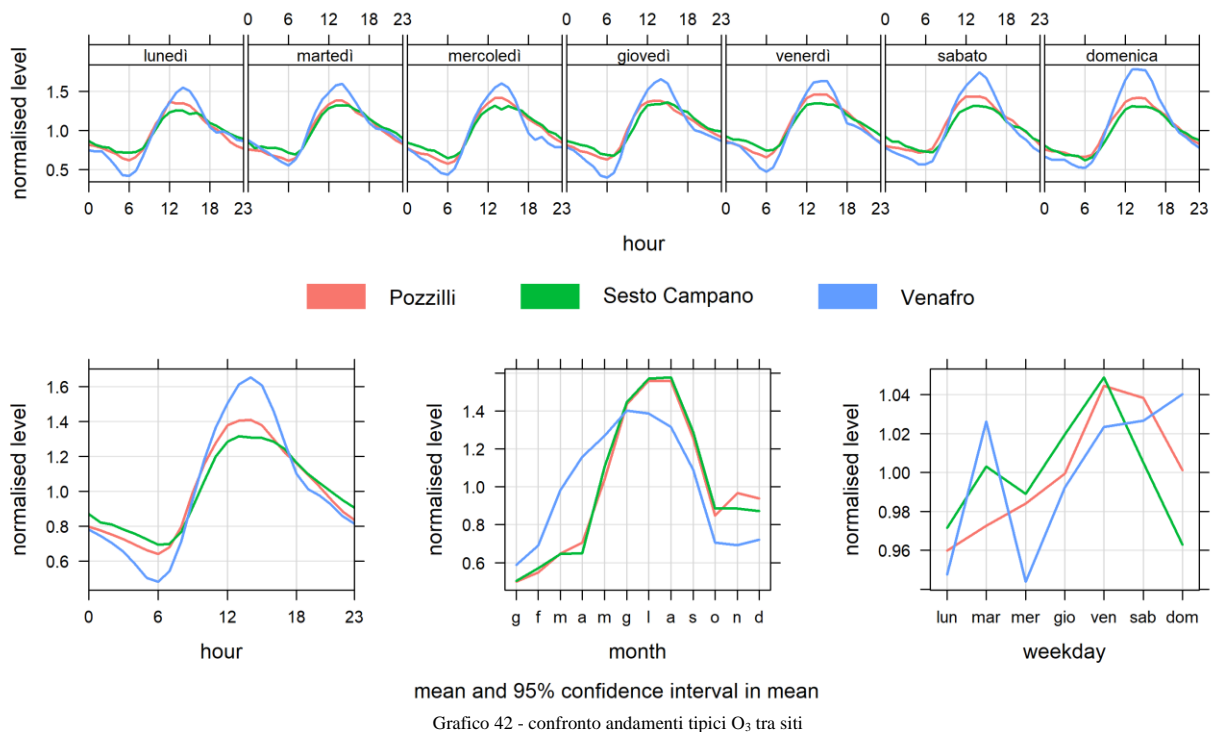 0 6 12 18 23 0 6 12 18 23 0 6 12 18 23
lunedì martedì mercoledì giovedì venerdì sabato domenica
normalised level
1.5
1.0
0.5
0 6 12 18 23 0 6 12 18 23 0 6 12 18 23 0 6 12 18 23
hour
Pozzilli Sesto Campano Venafro
normalised level
1.6
1.4
1.2
1.0
0.8
0.6
0 6 12 18 23
hour
normalised level
1.4
1.2
1.0
0.8
0.6
g f m a m g l a s o n d
month
normalised level
1.04
1.02
1.00
0.98
0.96
lun mar mer gio ven sab dom
weekday
mean and 95% confidence interval in mean
Grafico 42 - confronto andamenti tipici O₃ tra siti